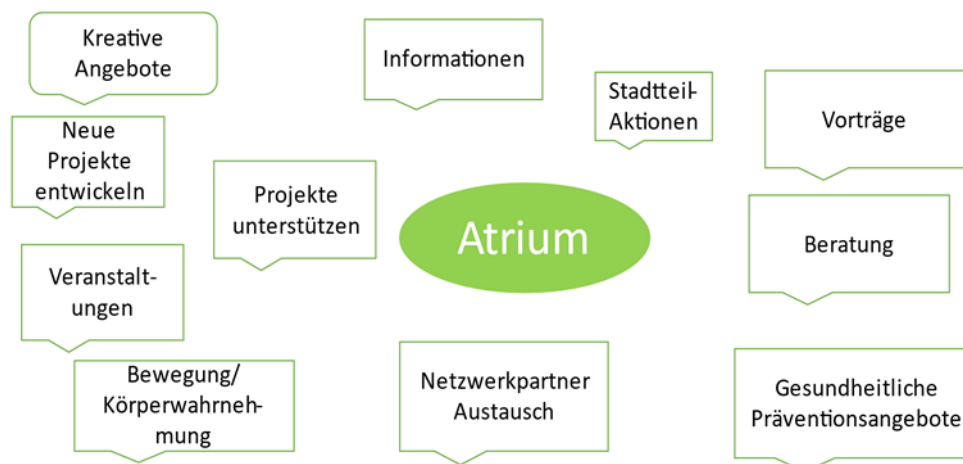 Kreative
Angebote
Informationen
Stadtteil-
Aktionen
Vorträge
Neue
Projekte
entwickeln
Projekte
unterstützen
Atrium
Beratung
Veranstalt-
ungen
Bewegung/
Körperwahrneh-
mung
Netzwerkpartner
Austausch
Gesundheitliche
Präventionsangebote